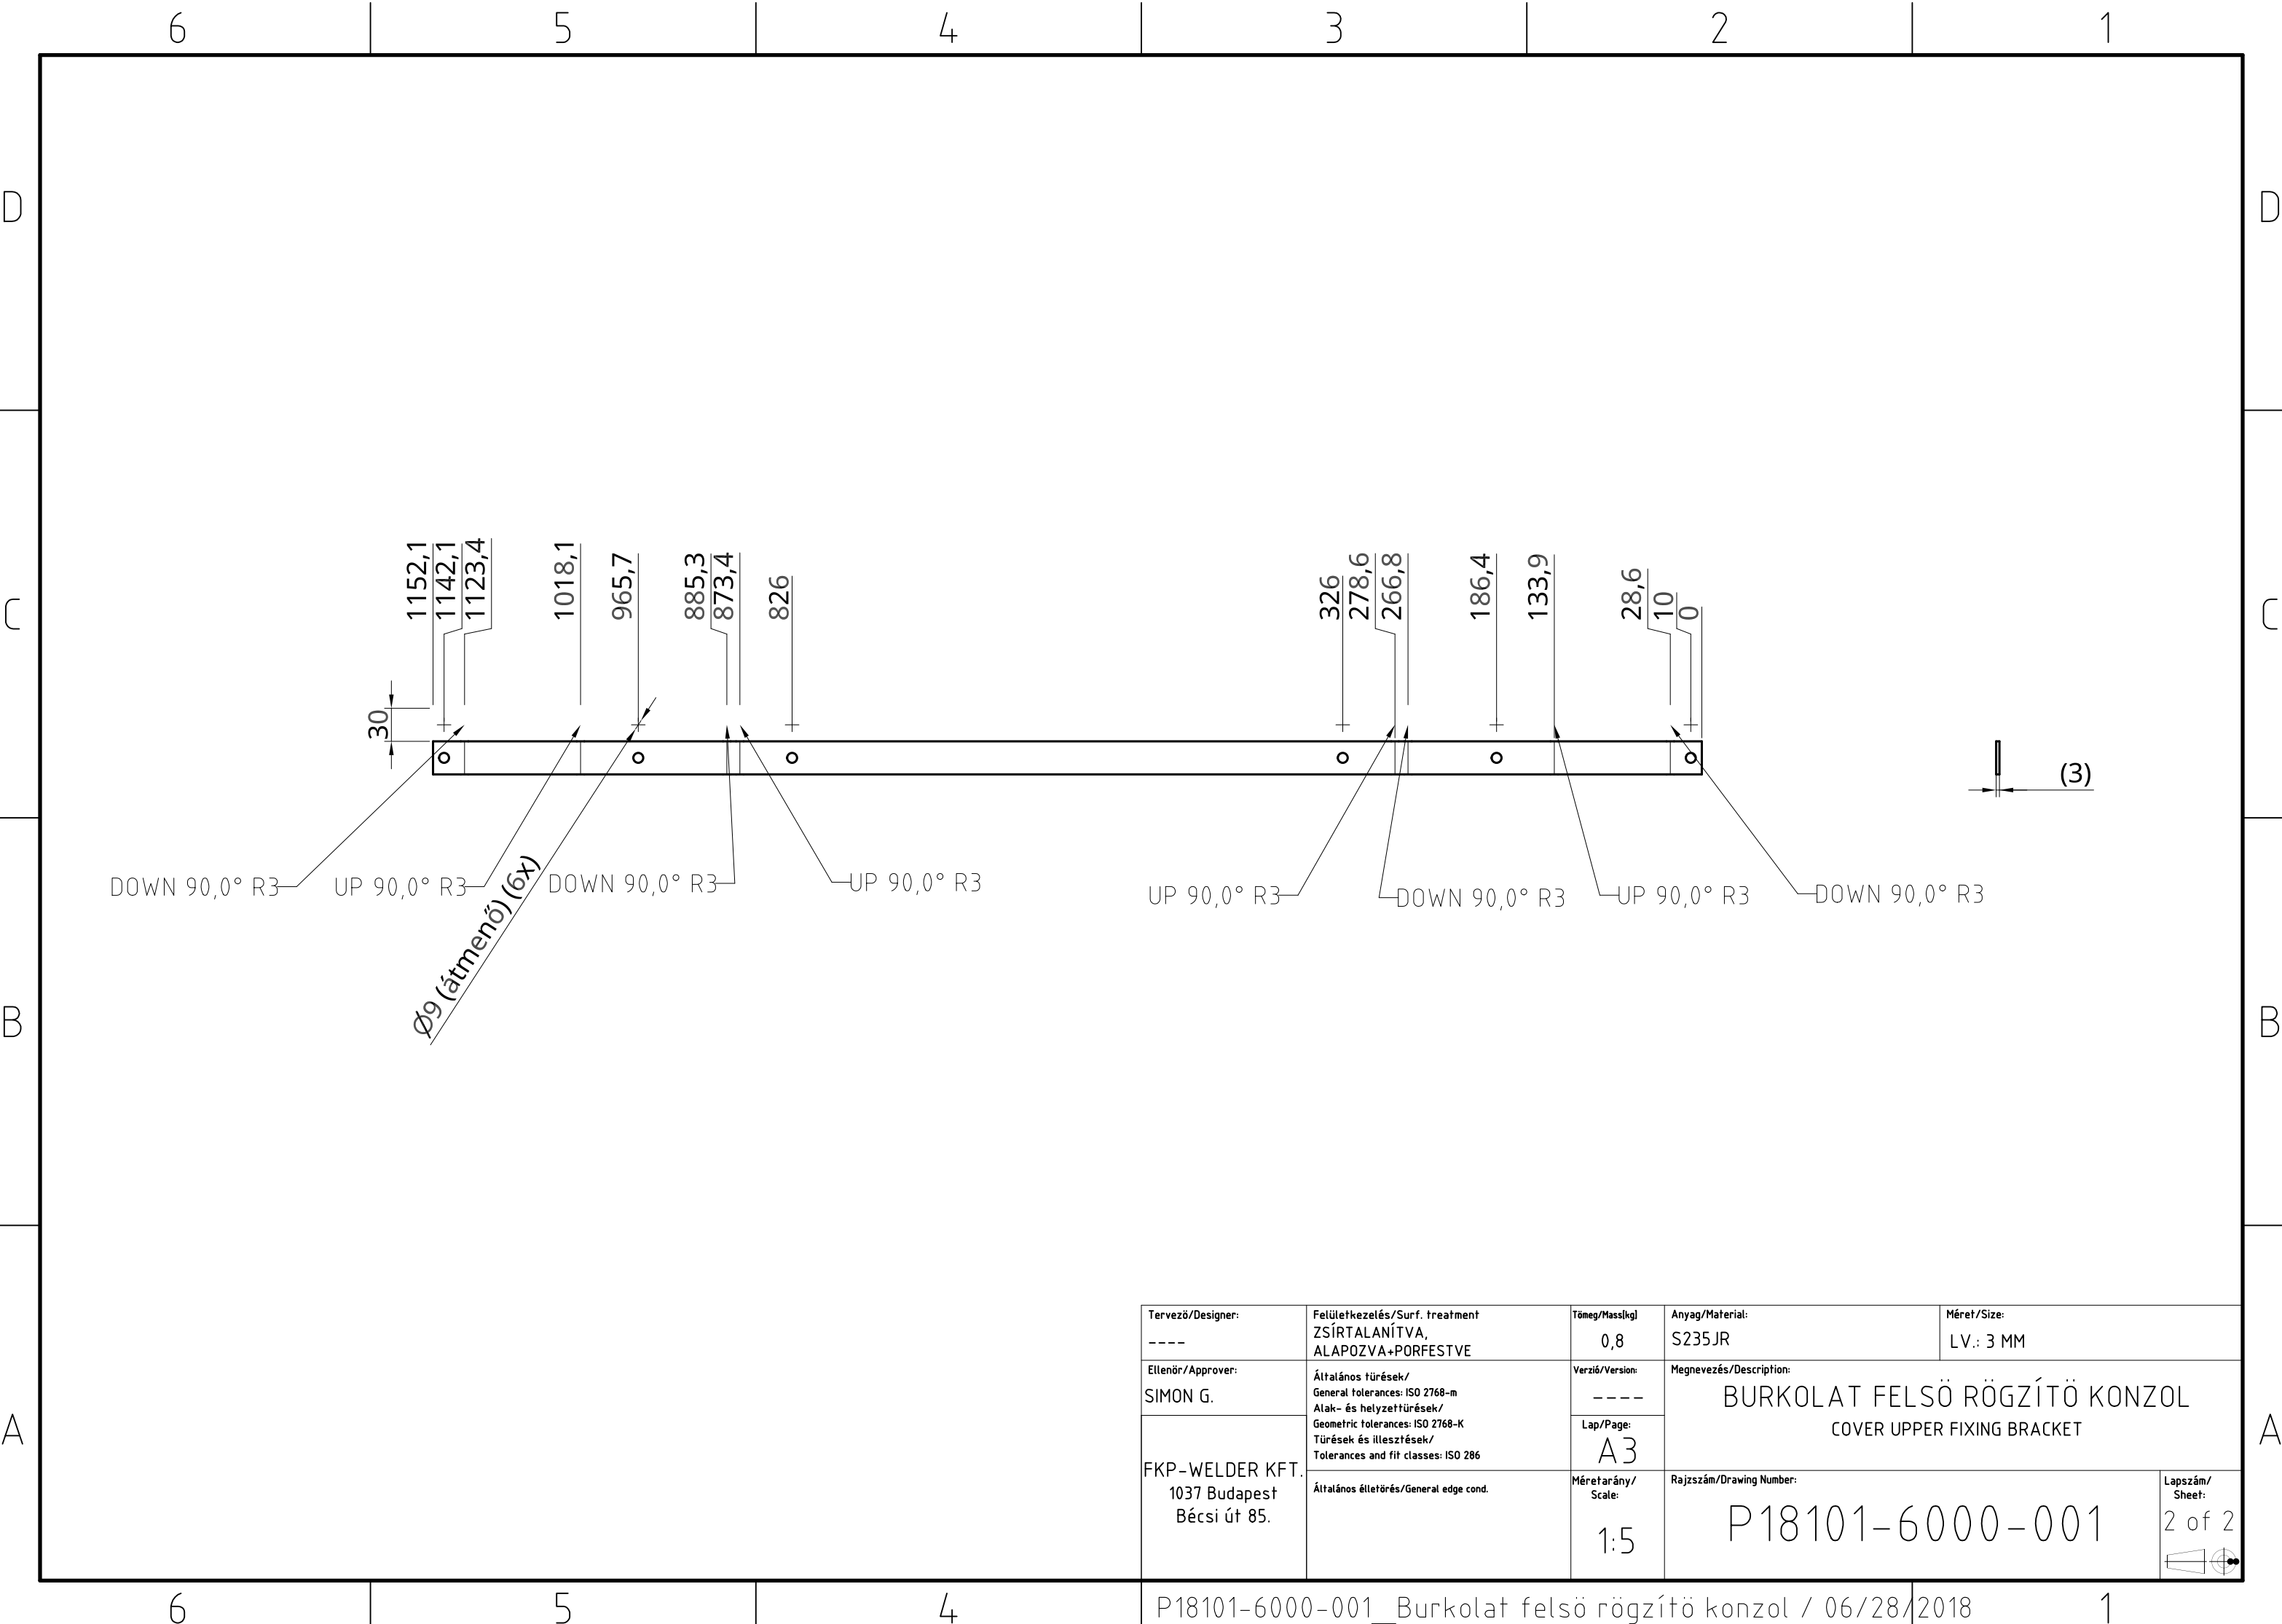 6 5 4 3 2 1
D D
1152,1 1142,1 1123,4 1018,1 965,7 885,3 873,4 826 326 278,6 266,8 186,4 133,9 28,6 10 0
C C
30
(3)
DOWN 90,0° R3 UP 90,0° R3 DOWN 90,0° R3 UP 90,0° R3 UP 90,0° R3 DOWN 90,0° R3 UP 90,0° R3 DOWN 90,0° R3
Ø9 (átmenő) (6x)
B B
Tervezö/Designer:
----
Felületkezelés/Surf. treatment
ZSÍRTALANÍTVA,
ALAPOZVA+PORFESTVE
Tömeg/Mass[kg]
0,8
Anyag/Material:
S235JR
Méret/Size:
LV.: 3 MM
Ellenör/Approver:
SIMON G.
Általános türések/
General tolerances: ISO 2768-m
Alak- és helyzettürések/
Geometric tolerances: ISO 2768-K
Türések és illesztések/
Tolerances and fit classes: ISO 286
Verzió/Version:
----
Megnevezés/Description:
BURKOLAT FELSÖ RÖGZÍTÖ KONZOL
COVER UPPER FIXING BRACKET
Lap/Page:
A3
A A
FKP-WELDER KFT.
1037 Budapest
Bécsi út 85.
Általános élletörés/General edge cond.
Méretarány/
Scale:
1:5
Rajzszám/Drawing Number:
P18101-6000-001
Lapszám/
Sheet:
2 of 2
6 5 4 1
P18101-6000-001__Burkolat felsö rögzítö konzol / 06/28/2018